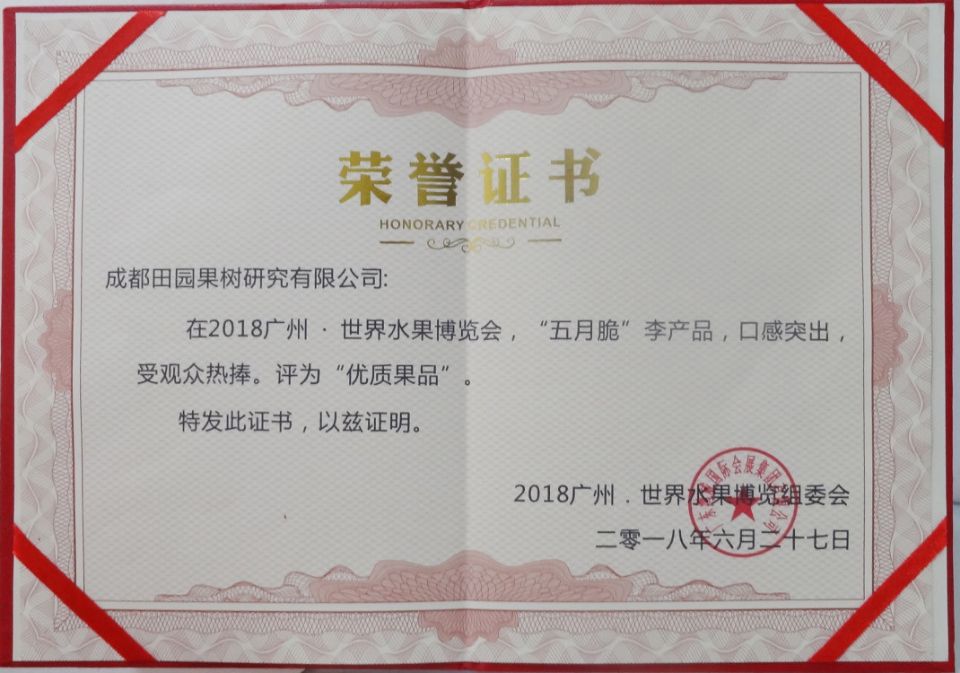 荣誉证书
HONORARY CREDENTIAL
成都田园果树研究有限公司:
在2018广州·世界水果博览会，“五月脆”李产品，口感突出，
受观众热捧。评为“优质果品”。
特发此证书，以兹证明。
2018广州．世界水果博览组委会
二零一八年六月二十七日